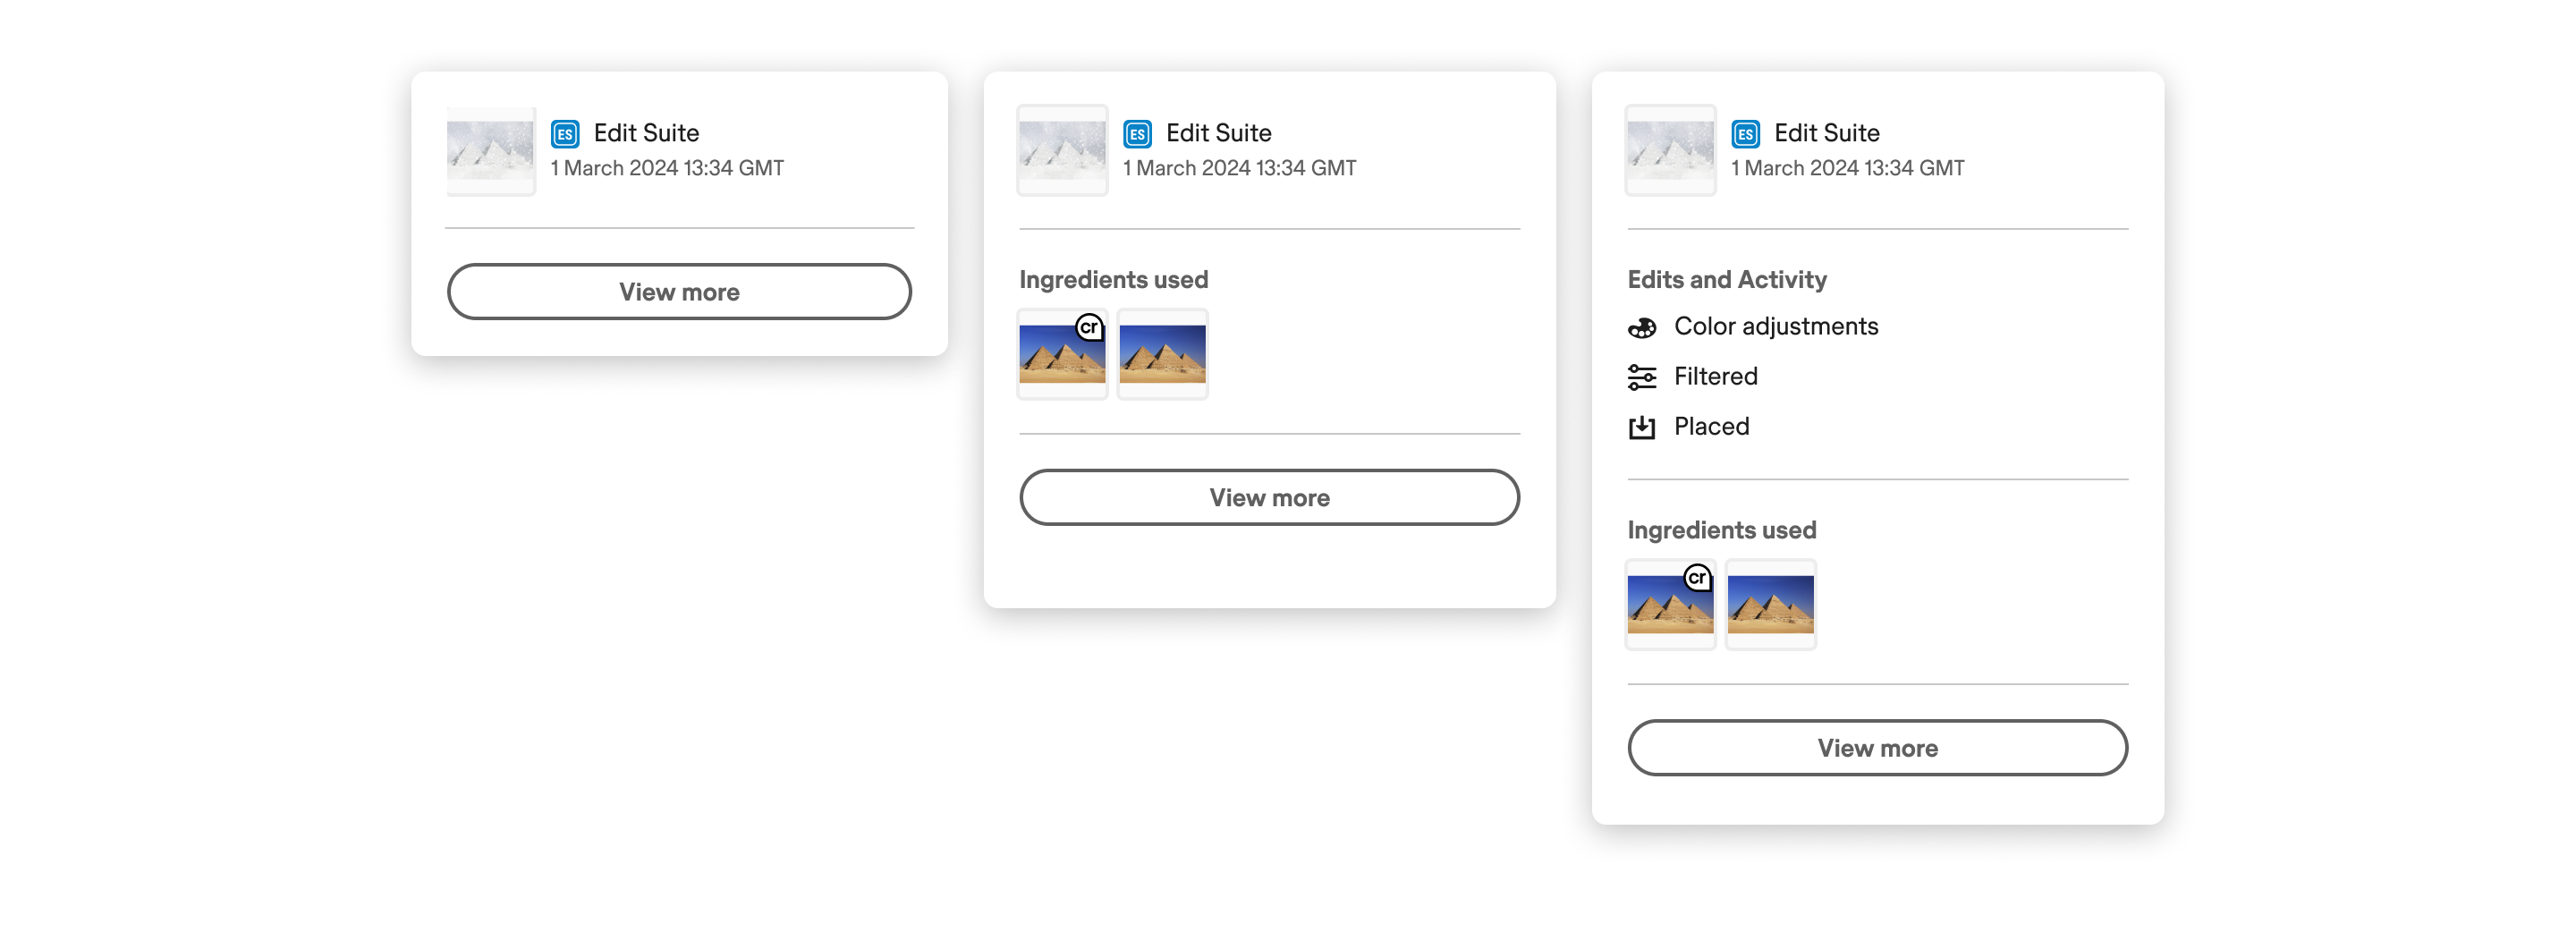 ES Edit Suite
1 March 2024 13:34 GMT
View more
ES Edit Suite
1 March 2024 13:34 GMT
Ingredients used
cr
View more
ES Edit Suite
1 March 2024 13:34 GMT
Edits and Activity
Color adjustments
Filtered
Placed
Ingredients used
cr
View more